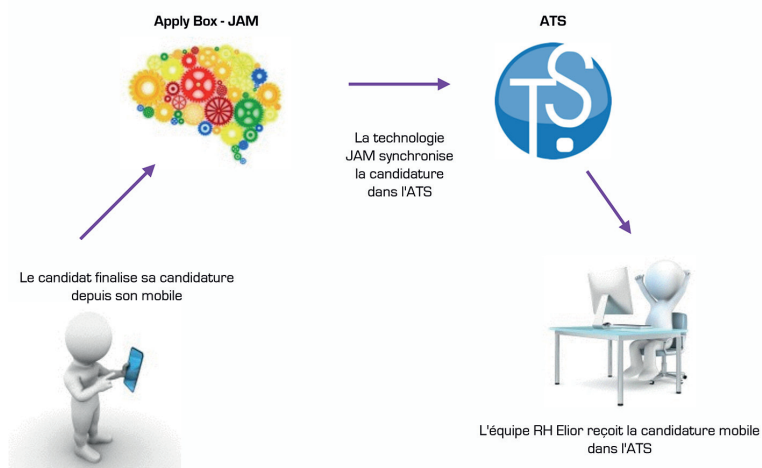 Apply Box - JAM
ATS
TS
La technologie
JAM synchronise
la candidature
dans l'ATS
Le candidat finalise sa candidature
depuis son mobile
L'équipe RH Elior reçoit la candidature mobile
dans l'ATS